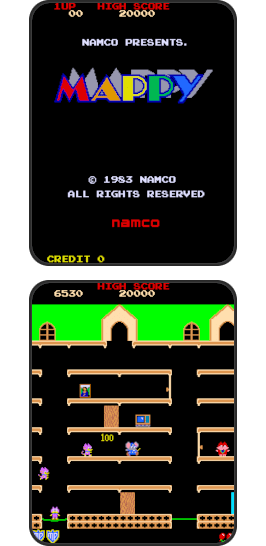 1UP HIGH SCORE
00 20000
NAMCO PRESENTS.
MAPPY
© 1983 NAMCO
ALL RIGHTS RESERVED
namco
CREDIT 0
HIGH SCORE
6530 20000
100